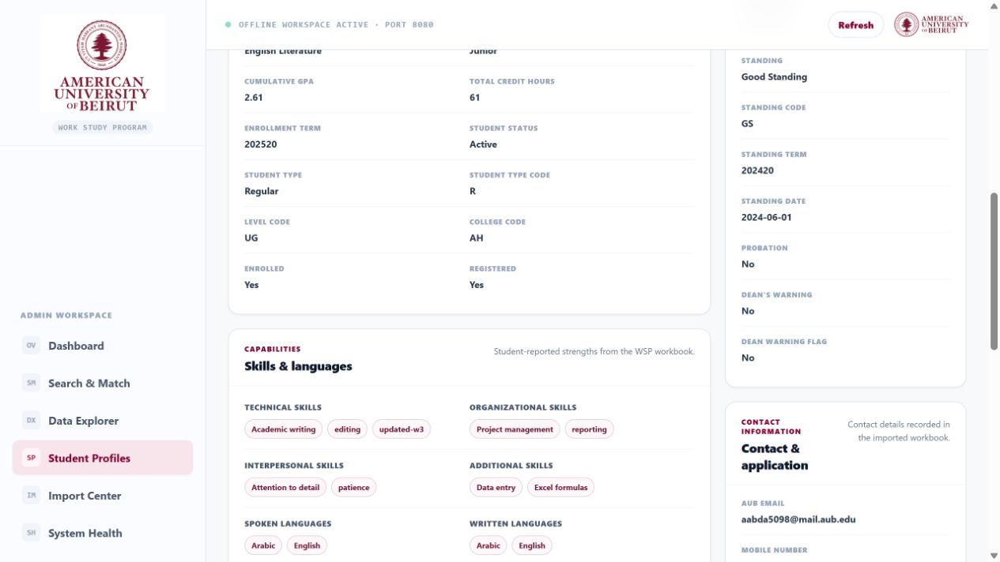 AMERICAN
UNIVERSITY
OF BEIRUT
WORK STUDY PROGRAM
ADMIN WORKSPACE
OV Dashboard
SM Search & Match
DX Data Explorer
SP Student Profiles
IM Import Center
SH System Health
OFFLINE WORKSPACE ACTIVE · PORT 8080
Refresh
AMERICAN
UNIVERSITY
OF BEIRUT
English Literature
Junior
CUMULATIVE GPA
2.61
TOTAL CREDIT HOURS
61
ENROLLMENT TERM
202520
STUDENT STATUS
Active
STUDENT TYPE
Regular
STUDENT TYPE CODE
R
LEVEL CODE
UG
COLLEGE CODE
AH
ENROLLED
Yes
REGISTERED
Yes
CAPABILITIES
Skills & languages
Student-reported strengths from the WSP workbook.
TECHNICAL SKILLS
Academic writing editing updated-w3
ORGANIZATIONAL SKILLS
Project management reporting
INTERPERSONAL SKILLS
Attention to detail patience
ADDITIONAL SKILLS
Data entry Excel formulas
SPOKEN LANGUAGES
Arabic English
WRITTEN LANGUAGES
Arabic English
STANDING
Good Standing
STANDING CODE
GS
STANDING TERM
202420
STANDING DATE
2024-06-01
PROBATION
No
DEAN'S WARNING
No
DEAN WARNING FLAG
No
CONTACT
INFORMATION
Contact &
application
Contact details recorded in
the imported workbook.
AUB EMAIL
aabda5098@mail.aub.edu
MOBILE NUMBER